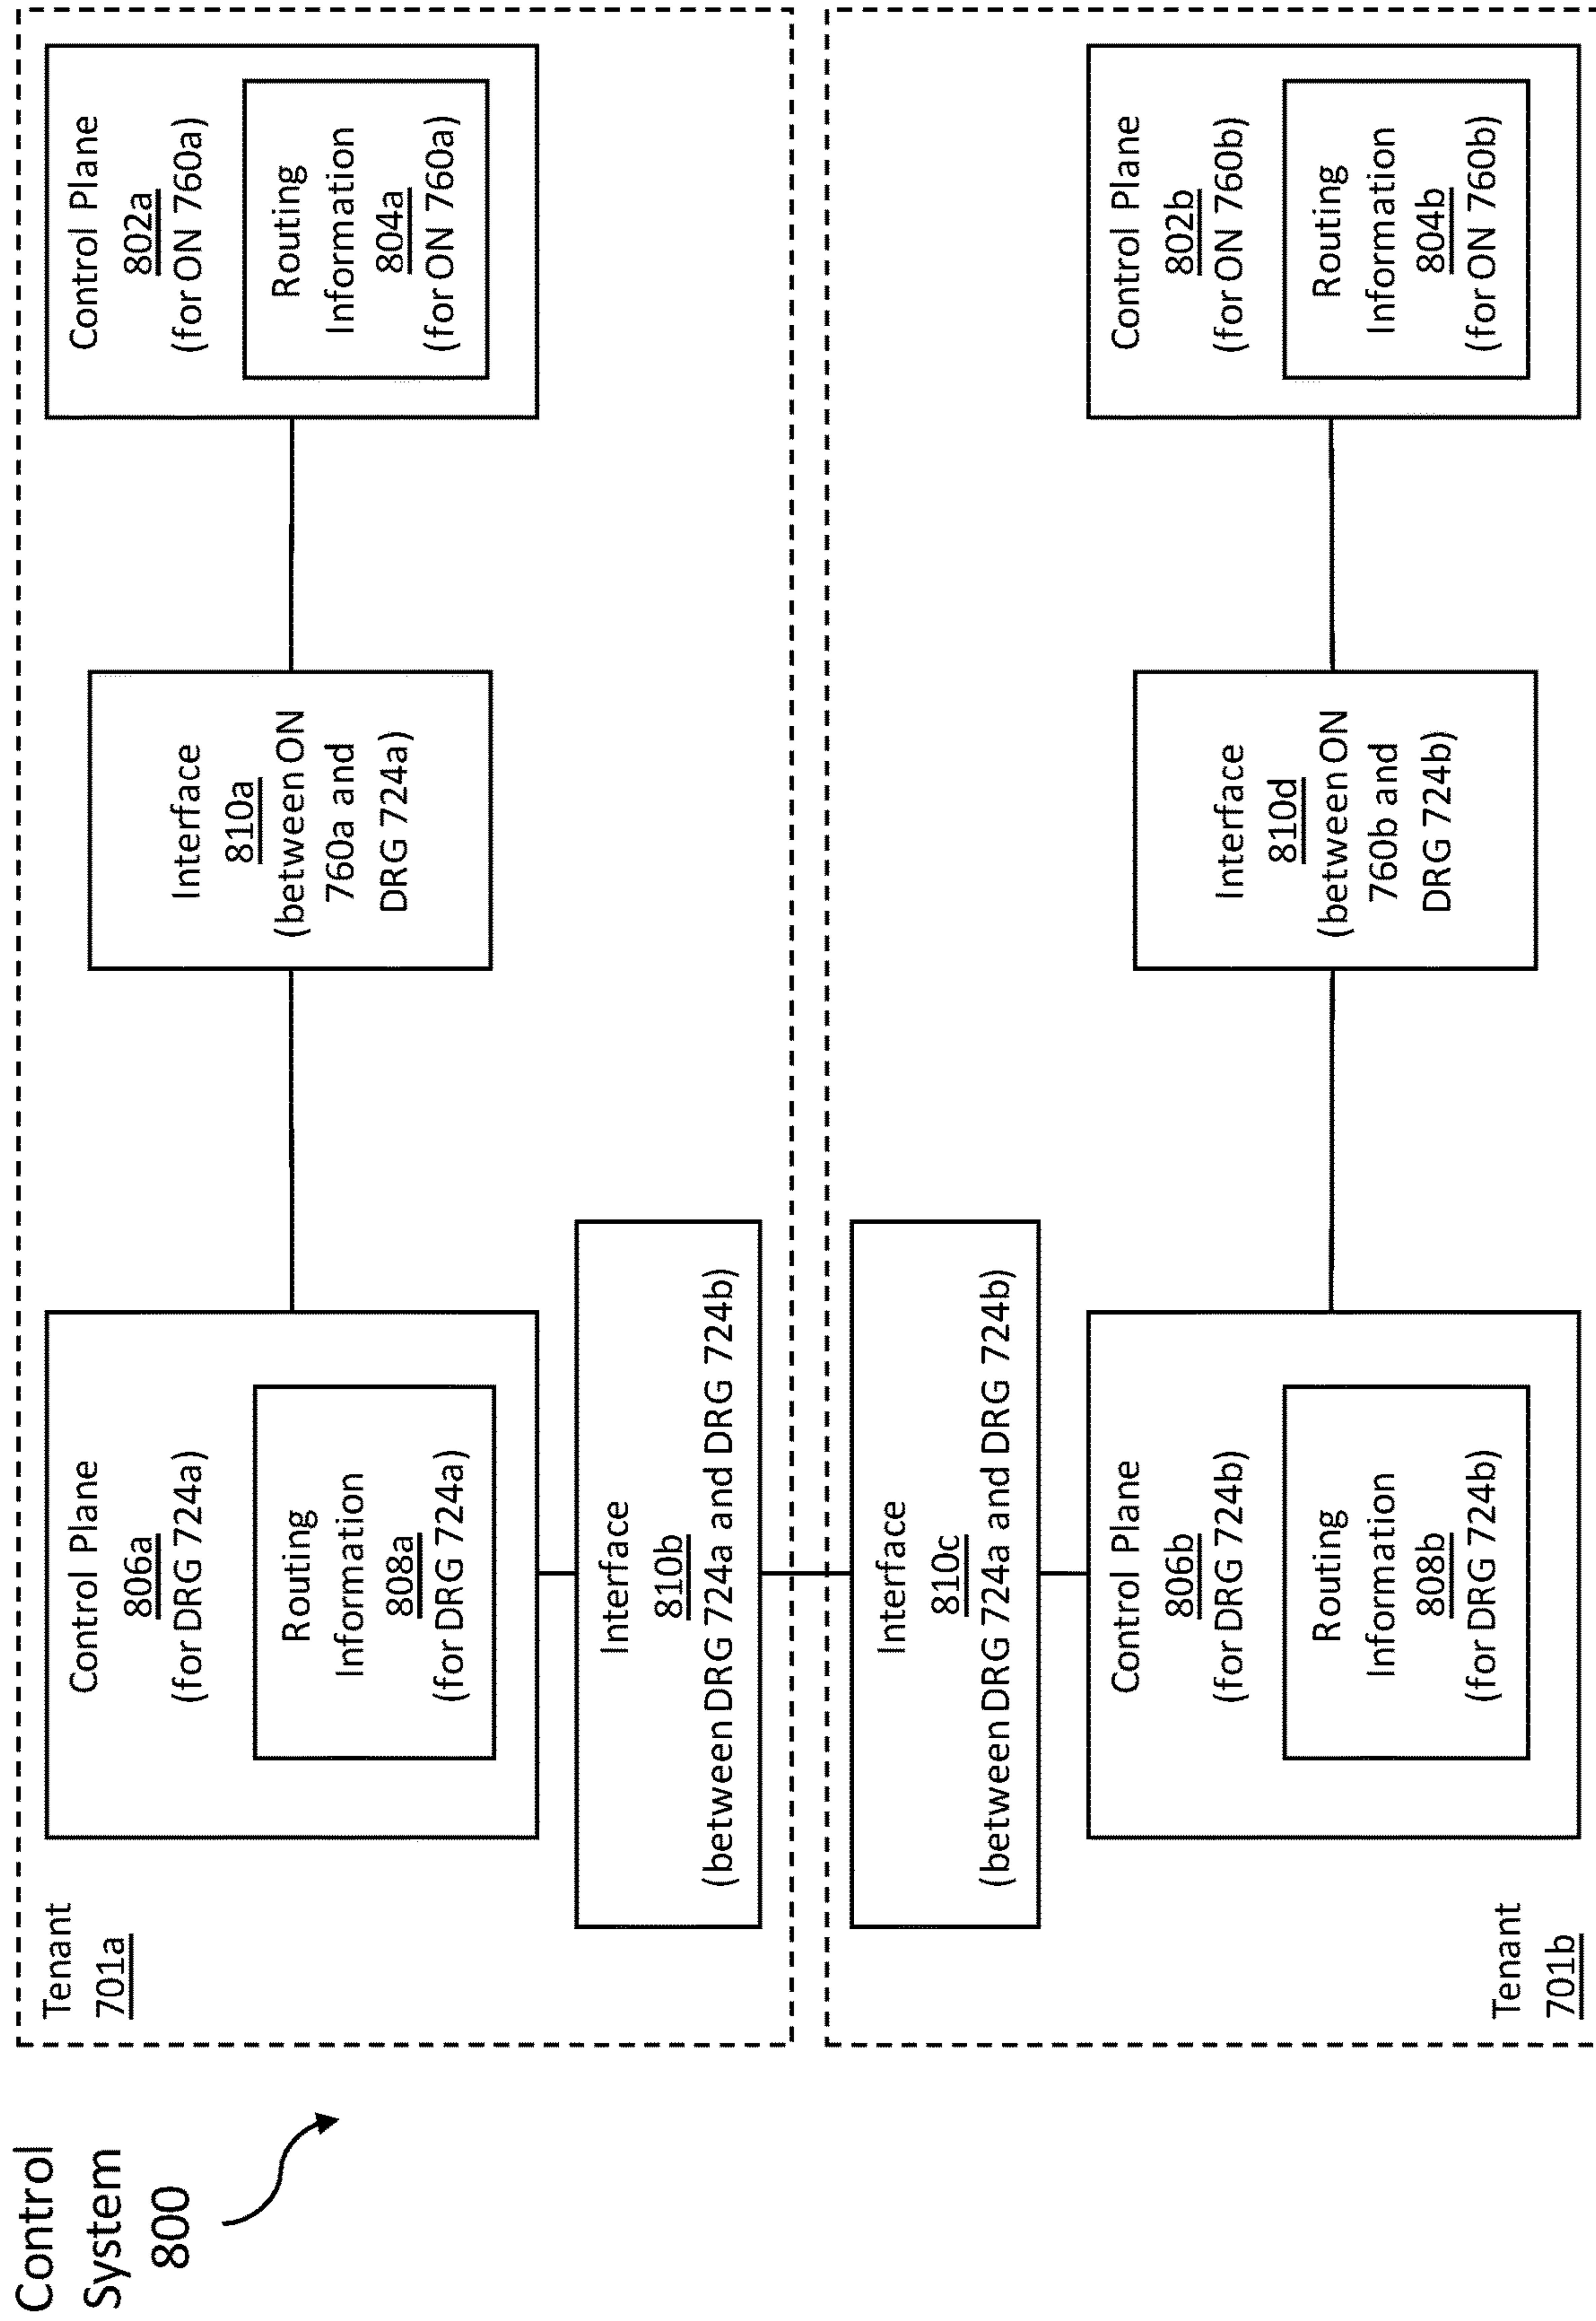 Control
System
800
Tenant
701a
Control Plane
806a
(for DRG 724a)
Routing
Information
808a
(for DRG 724a)
Interface
810a
(between ON
760a and
DRG 724a)
Control Plane
802a
(for ON 760a)
Routing
Information
804a
(for ON 760a)
Interface
810b
(between DRG 724a and DRG 724b)
Interface
810c
(between DRG 724a and DRG 724b)
Control Plane
806b
(for DRG 724b)
Routing
Information
808b
(for DRG 724b)
Interface
810d
(between ON
760b and
DRG 724b)
Control Plane
802b
(for ON 760b)
Routing
Information
804b
(for ON 760b)
Tenant
701b